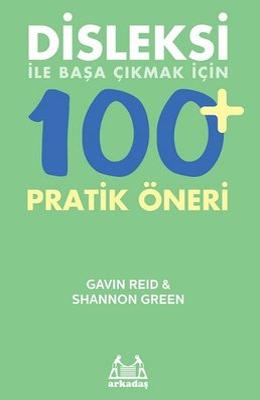 DİSLEKSİ
İLE BAŞA ÇIKMAK İÇİN
100+
PRATİK ÖNERİ
GAVIN REID &
SHANNON GREEN
arkadaş